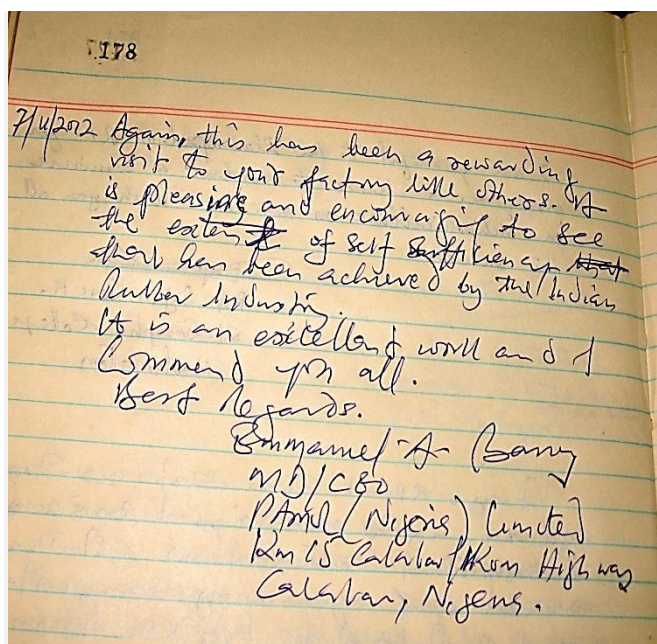 178
7/11/2012 Again, this has been a rewarding
visit to your factory like others. It
is pleasing and encouraging to see
the extent of self sufficiency that
that has been achieved by the Indian
Rubber Industry.
It is an excellent work and I
Commend you all.
Best Regards.
Emmanuel A
MD/CEO
PAMOL (Nigeria) Limited
Km 15 Calabar/Ikom Highway
Calabar, Nigeria.